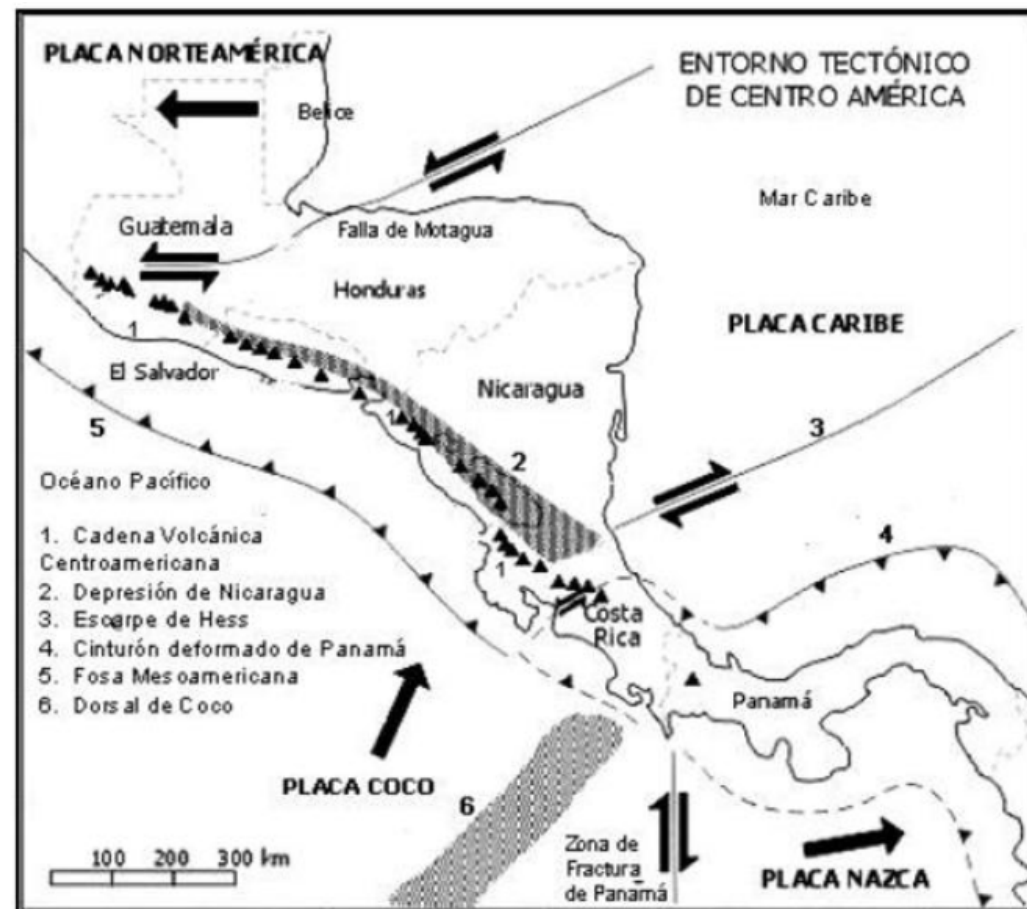 PLACA NORTEAMÉRICA
ENTORNO TECTÓNICO
DE CENTRO AMÉRICA
Belice
Mar Caribe
Guatemala
Falla de Motagua
Honduras
PLACA CARIBE
1
El Salvador
Nicaragua
5
3
1
2
Océano Pacífico
4
1. Cadena Volcánica
Centroamericana
2. Depresión de Nicaragua
3. Escarpe de Hess
4. Cinturón deformado de Panamá
5. Fosa Mesoamericana
6. Dorsal de Coco
1
Costa
Rica
Panamá
PLACA COCO
6
100 200 300 km
Zona de
Fractura
de Panamá
PLACA NAZCA